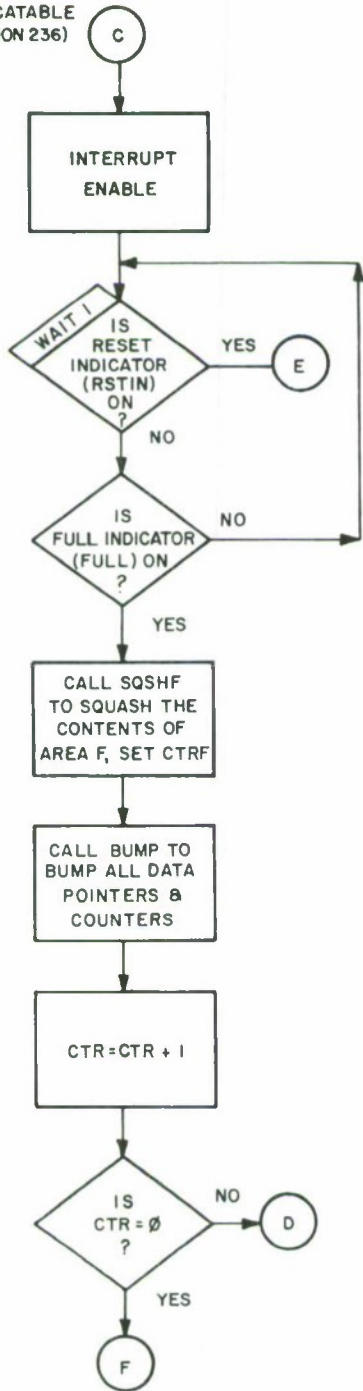 CATABLE
ON 236)
C
INTERRUPT
ENABLE
WAIT 1
IS
RESET
INDICATOR
(RSTIN)
ON
?
YES
E
NO
IS
FULL INDICATOR
(FULL) ON
?
NO
YES
CALL SQSHF
TO SQUASH THE
CONTENTS OF
AREA F, SET CTRF
CALL BUMP TO
BUMP ALL DATA
POINTERS &
COUNTERS
CTR=CTR + 1
IS
CTR = Ø
?
NO
D
YES
F